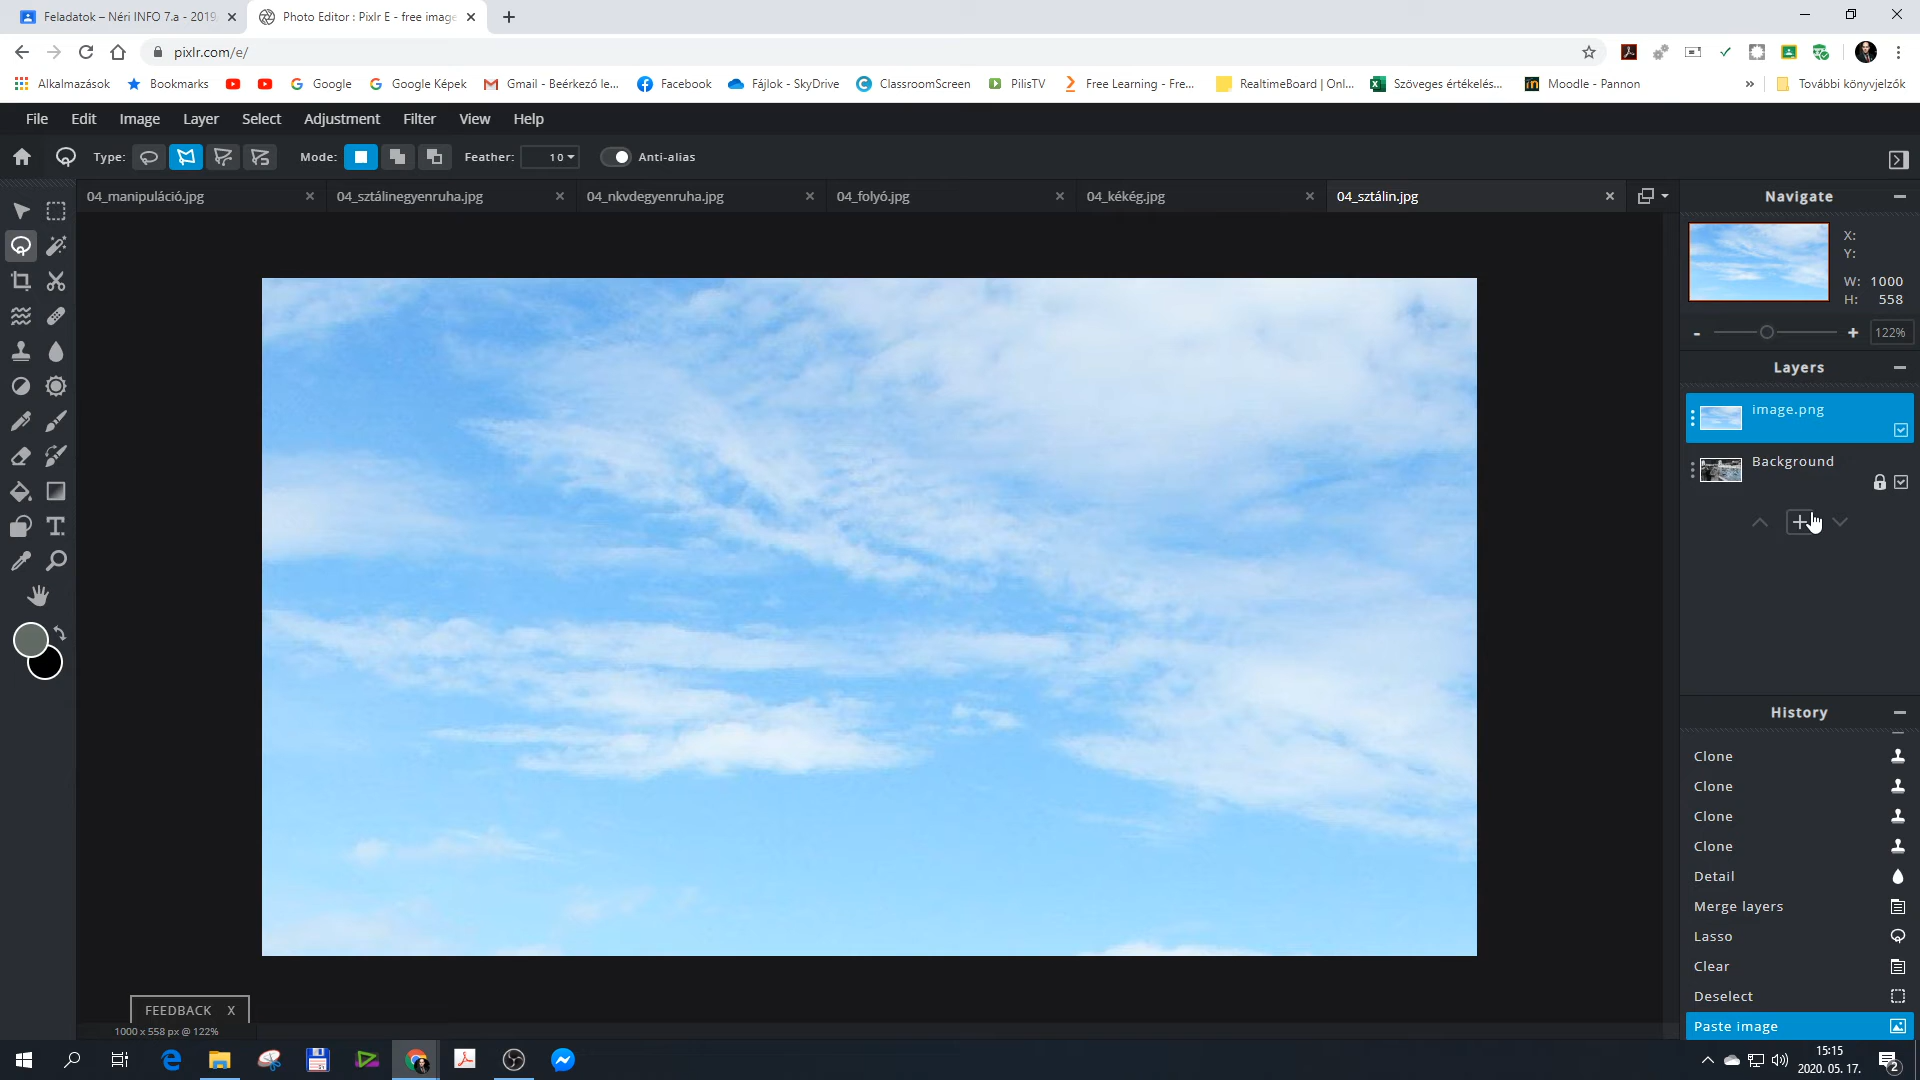 Feladatok – Néri INFO 7.a - 2019
Photo Editor : Pixlr E - free image
pixlr.com/e/
Alkalmazások
Bookmarks
Google
Google Képek
Gmail - Beérkező le...
Facebook
Fájlok - SkyDrive
ClassroomScreen
PilisTV
Free Learning - Fre...
RealtimeBoard | Onl...
Szöveges értékelés...
Moodle - Pannon
»
További könyvjelzők
File Edit Image Layer Select Adjustment Filter View Help
Type: Mode: Feather: 10 Anti-alias
04_manipuláció.jpg
04_sztálinegyenruha.jpg
04_nkvdegyenruha.jpg
04_folyó.jpg
04_kékég.jpg
04_sztálin.jpg
Navigate
X:
Y:
W: 1000
H: 558
- + 122%
Layers
image.png
Background
History
Clone
Clone
Clone
Clone
Detail
Merge layers
Lasso
Clear
Deselect
Paste image
FEEDBACK X
1000 x 558 px @ 122%
15:15
2020. 05. 17.
2